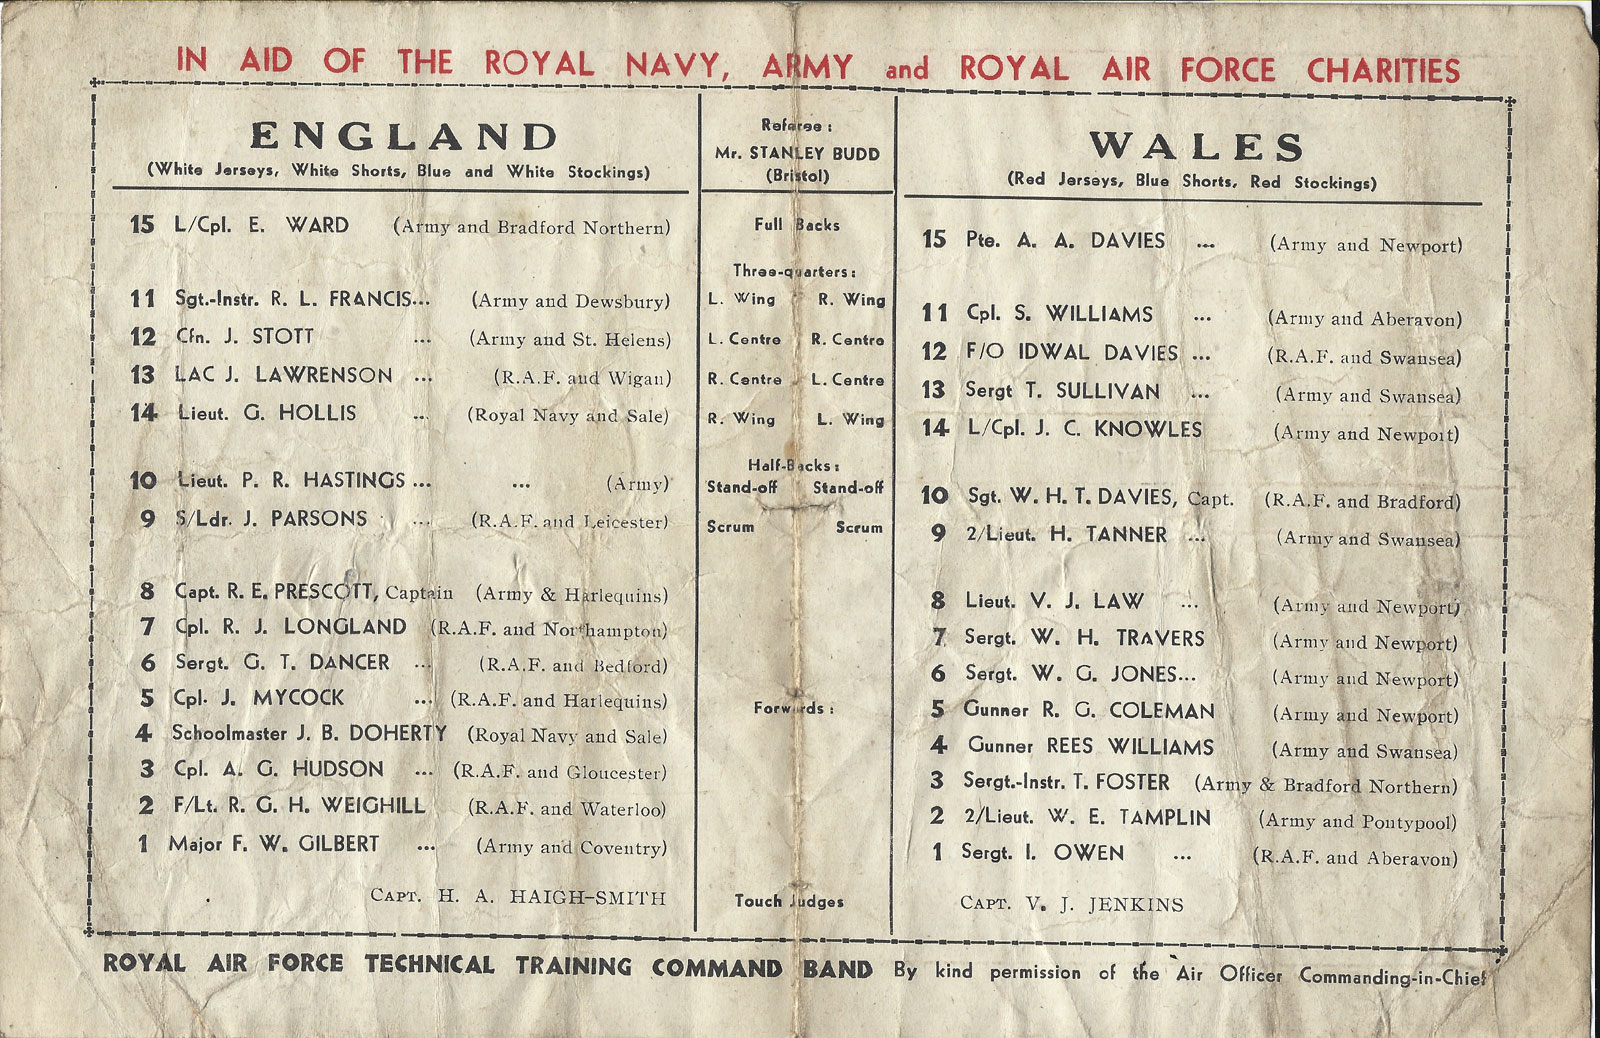 IN AID OF THE ROYAL NAVY, ARMY and ROYAL AIR FORCE CHARITIES
ENGLAND
(White Jerseys, White Shorts, Blue and White Stockings)
15 L/Cpl. E. WARD (Army and Bradford Northern)
11 Sgt.-Instr. R. L. FRANCIS... (Army and Dewsbury)
12 Cfn. J. STOTT ... (Army and St. Helens)
13 LAC J. LAWRENSON ... (R.A.F. and Wigan)
14 Lieut. G. HOLLIS ... (Royal Navy and Sale)
10 Lieut. P. R. HASTINGS ... ... (Army)
9 S/Ldr. J. PARSONS ... (R.A.F. and Leicester)
8 Capt. R. E. PRESCOTT, Captain (Army & Harlequins)
7 Cpl. R. J. LONGLAND (R.A.F. and Northampton)
6 Sergt. G. T. DANCER ... (R.A.F. and Bedford)
5 Cpl. J. MYCOCK ... (R.A.F. and Harlequins)
4 Schoolmaster J. B. DOHERTY (Royal Navy and Sale)
3 Cpl. A. G. HUDSON ... (R.A.F. and Gloucester)
2 F/Lt. R. G. H. WEIGHILL (R.A.F. and Waterloo)
1 Major F. W. GILBERT ... (Army and Coventry)
CAPT. H. A. HAIGH-SMITH
Referee :
Mr. STANLEY BUDD
(Bristol)
Full Backs
Three-quarters :
L. Wing R. Wing
L. Centre R. Centre
R. Centre L. Centre
R. Wing L. Wing
Half-Backs :
Stand-off Stand-off
Scrum Scrum
Forwards :
Touch Judges
WALES
(Red Jerseys, Blue Shorts, Red Stockings)
15 Pte. A. A. DAVIES ... (Army and Newport)
11 Cpl. S. WILLIAMS ... (Army and Aberavon)
12 F/O IDWAL DAVIES ... (R.A.F. and Swansea)
13 Sergt T. SULLIVAN ... (Army and Swansea)
14 L/Cpl. J. C. KNOWLES (Army and Newport)
10 Sgt. W. H. T. DAVIES, Capt. (R.A.F. and Bradford)
9 2/Lieut. H. TANNER ... (Army and Swansea)
8 Lieut. V. J. LAW ... (Army and Newport)
7 Sergt. W. H. TRAVERS (Army and Newport)
6 Sergt. W. G. JONES... (Army and Newport)
5 Gunner R. G. COLEMAN (Army and Newport)
4 Gunner REES WILLIAMS (Army and Swansea)
3 Sergt.-Instr. T. FOSTER (Army & Bradford Northern)
2 2/Lieut. W. E. TAMPLIN (Army and Pontypool)
1 Sergt. I. OWEN ... (R.A.F. and Aberavon)
CAPT. V. J. JENKINS
ROYAL AIR FORCE TECHNICAL TRAINING COMMAND BAND By kind permission of the Air Officer Commanding-in-Chief